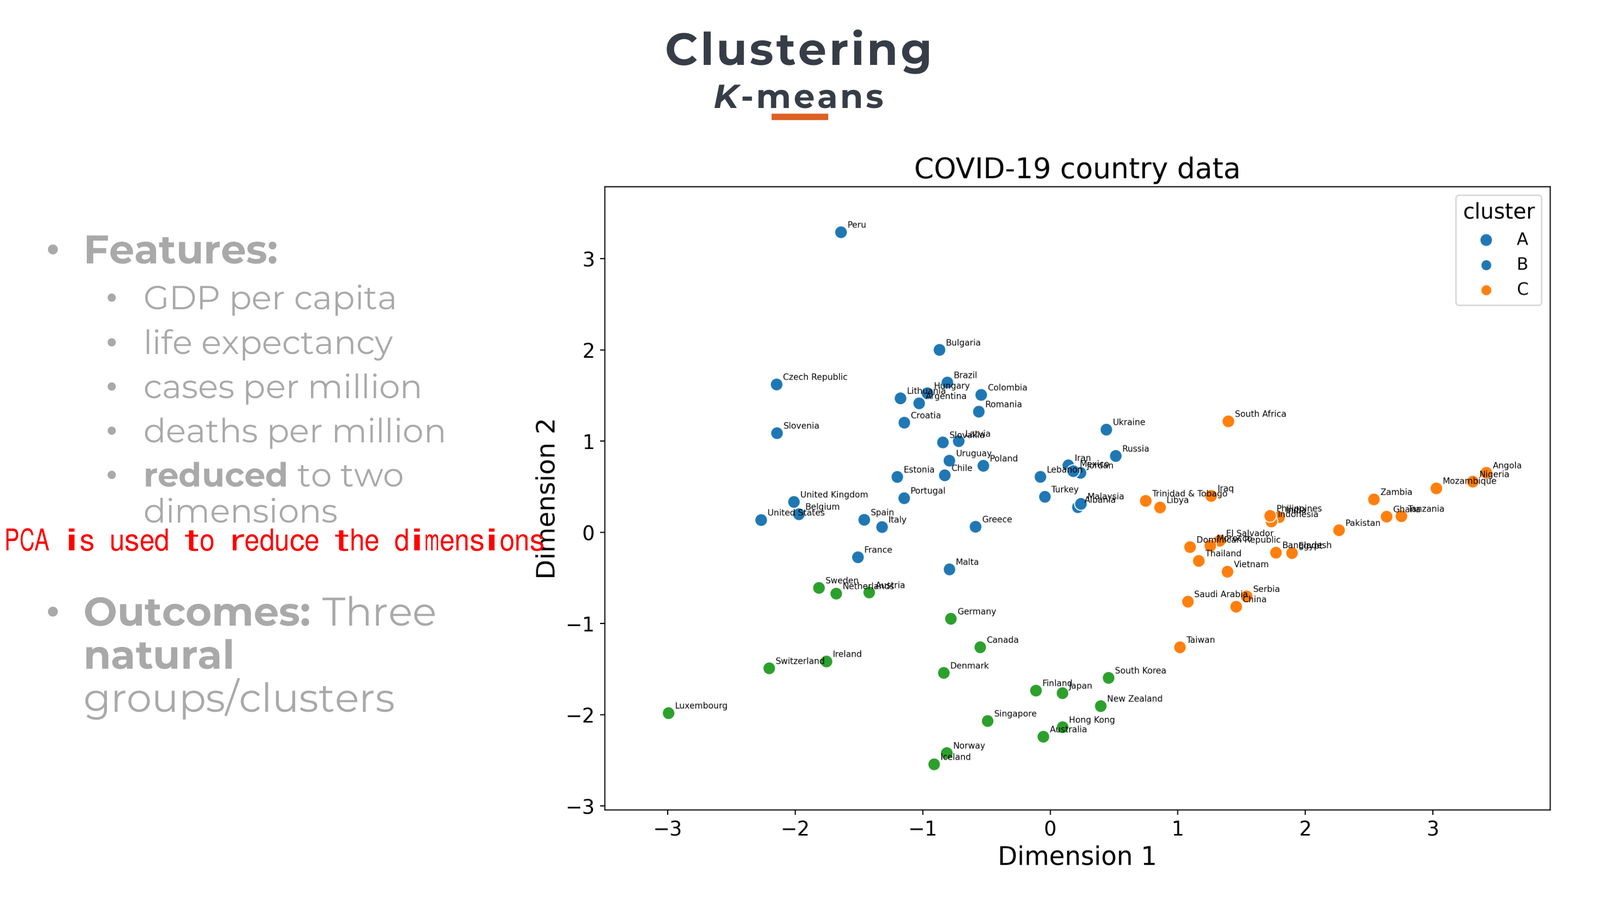 Clustering
K-means
• Features:
• GDP per capita
• life expectancy
• cases per million
• deaths per million
• reduced to two
dimensions
PCA is used to reduce the dimensions
• Outcomes: Three
natural
groups/clusters
COVID-19 country data
cluster
A
B
C
Dimension 2
3
2
1
0
−1
−2
−3
Peru
Bulgaria
Czech Republic
Brazil
Hungary
Lithuania
Argentina
Colombia
Romania
Croatia
South Africa
Ukraine
Slovenia
Slovakia
Latvia
Uruguay
Poland
Russia
Chile
Estonia
Iran
Mexico
Jordan
Lebanon
Angola
Nigeria
Mozambique
United Kingdom
Belgium
United States
Portugal
Spain
Italy
Greece
Turkey
Malaysia
Albania
Trinidad & Tobago
Libya
Iraq
Zambia
Ghana
Tanzania
Philippines
India
Indonesia
Pakistan
El Salvador
Morocco
Dominican Republic
Bangladesh
Egypt
Thailand
Vietnam
France
Malta
Sweden
Netherlands
Austria
Saudi Arabia
Serbia
China
Germany
Canada
Taiwan
Switzerland
Ireland
Denmark
South Korea
Finland
Japan
New Zealand
Luxembourg
Singapore
Hong Kong
Australia
Norway
Iceland
−3 −2 −1 0 1 2 3
Dimension 1